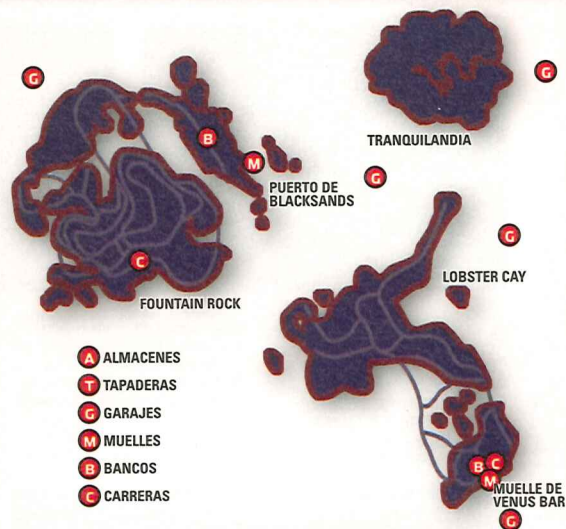 G
G
TRANQUILANDIA
B
M
G
PUERTO DE
BLACKSANDS
G
C
LOBSTER CAY
FOUNTAIN ROCK
A ALMACENES
T TAPADERAS
G GARAJES
M MUELLES
B BANCOS
C CARRERAS
B C
M
MUELLE DE
VENUS BAR
G